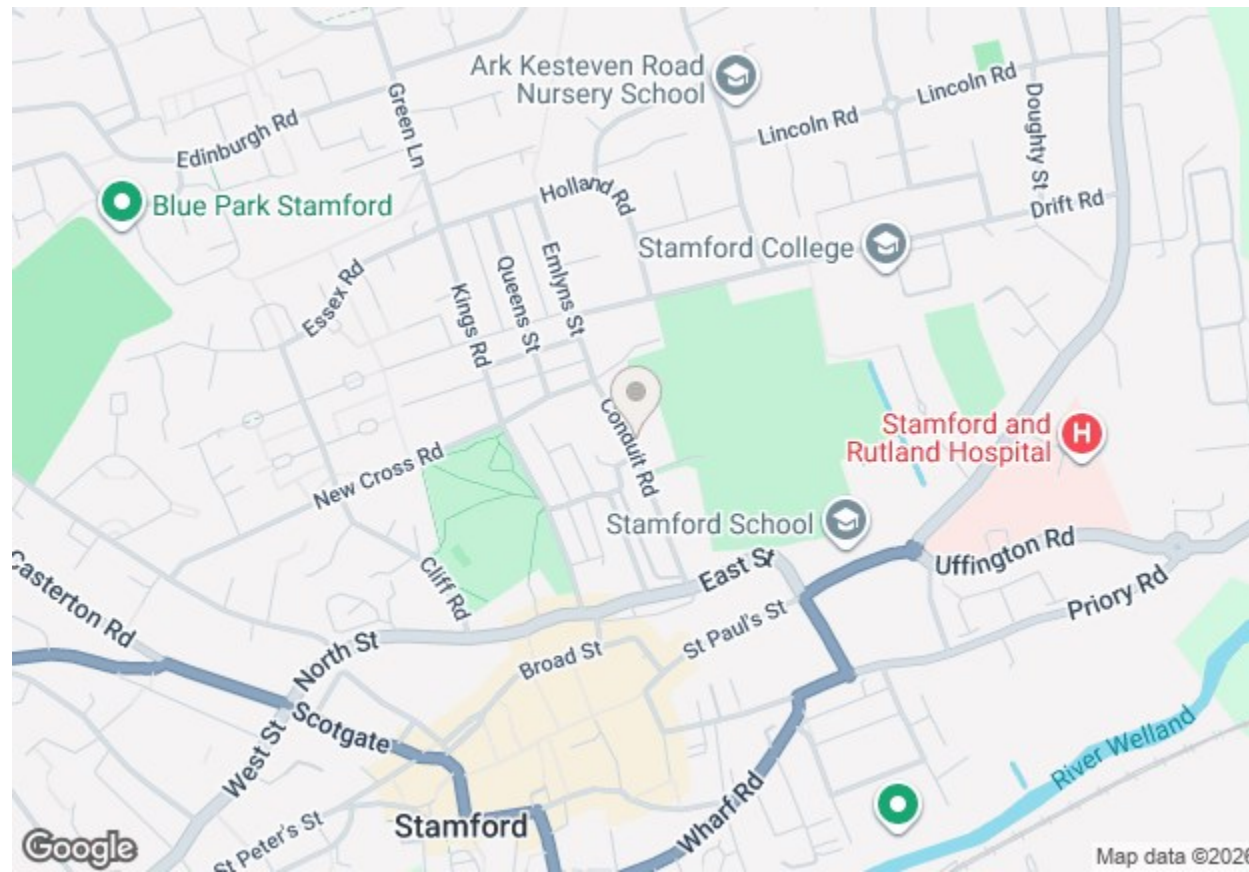 Ark Kesteven Road
Nursery School
Lincoln Rd
Lincoln Rd
Green Ln
Doughty St
Edinburgh Rd
Holland Rd
Drift Rd
Blue Park Stamford
Stamford College
Emlyns St
Queens St
Essex Rd
Kings Rd
Conduit Rd
Stamford and
Rutland Hospital
H
New Cross Rd
Stamford School
Uffington Rd
East St
Cliff Rd
casterton Rd
Priory Rd
St Paul's St
North St
Broad St
Scotgate
West St
River Welland
Wharf Rd
Stamford
St Peter's St
Google
Map data ©2026